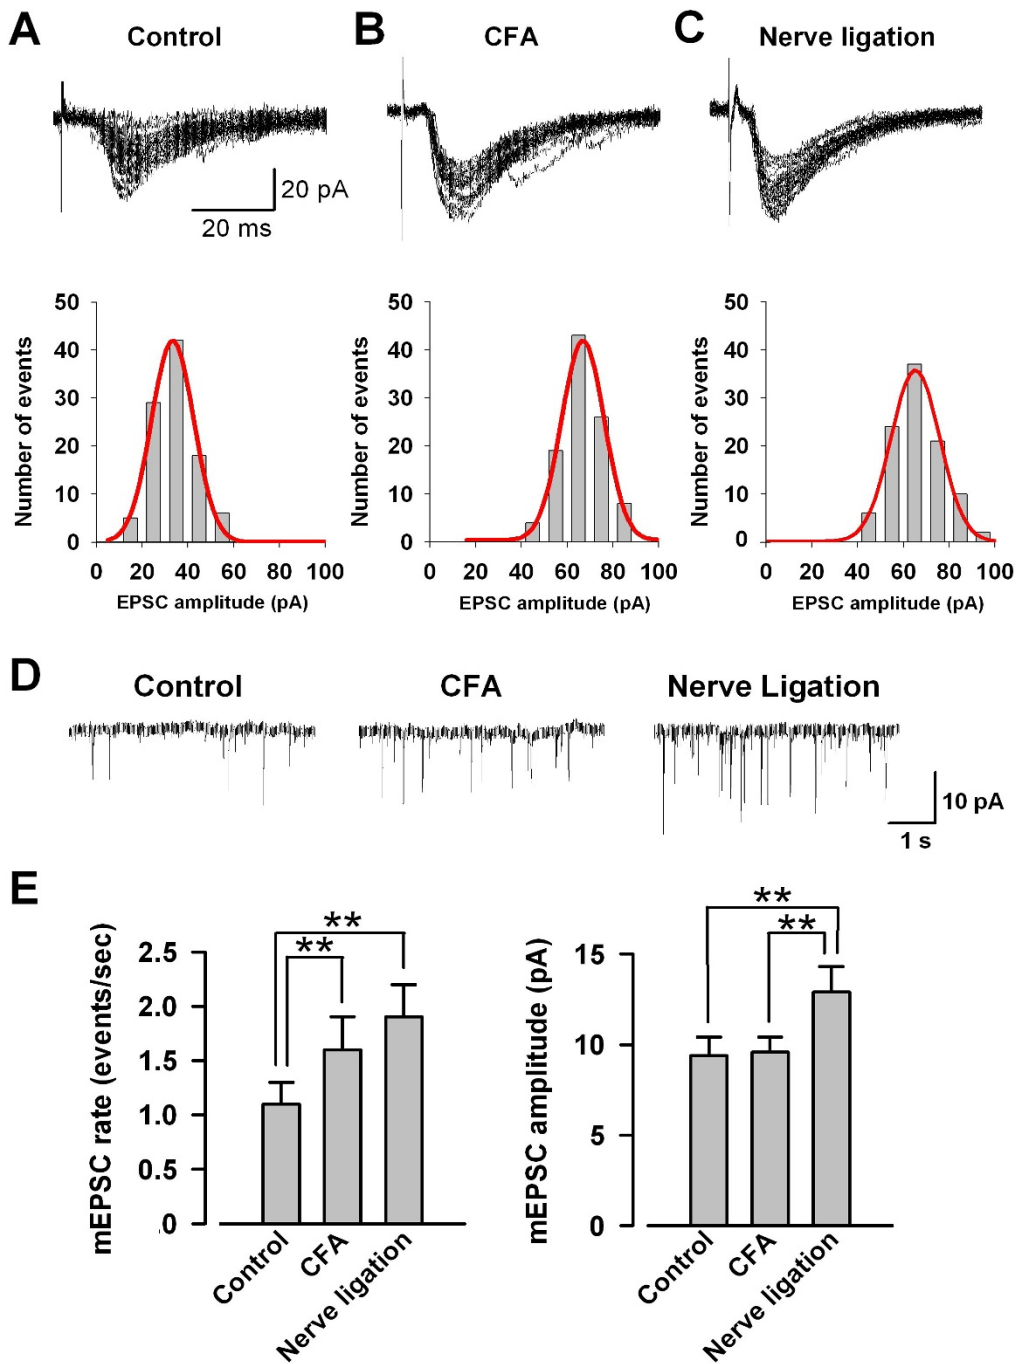 A
Control
B
CFA
C
Nerve ligation
20 pA
20 ms
Number of events
50
40
30
20
10
0
0 20 40 60 80 100
EPSC amplitude (pA)
Number of events
50
40
30
20
10
0
0 20 40 60 80 100
EPSC amplitude (pA)
Number of events
50
40
30
20
10
0
0 20 40 60 80 100
EPSC amplitude (pA)
D
Control
CFA
Nerve Ligation
10 pA
1 s
E
mEPSC rate (events/sec)
2.5
2.0
1.5
1.0
0.5
.0
**
**
Control
CFA
Nerve ligation
mEPSC amplitude (pA)
15
10
5
0
**
**
Control
CFA
Nerve ligation